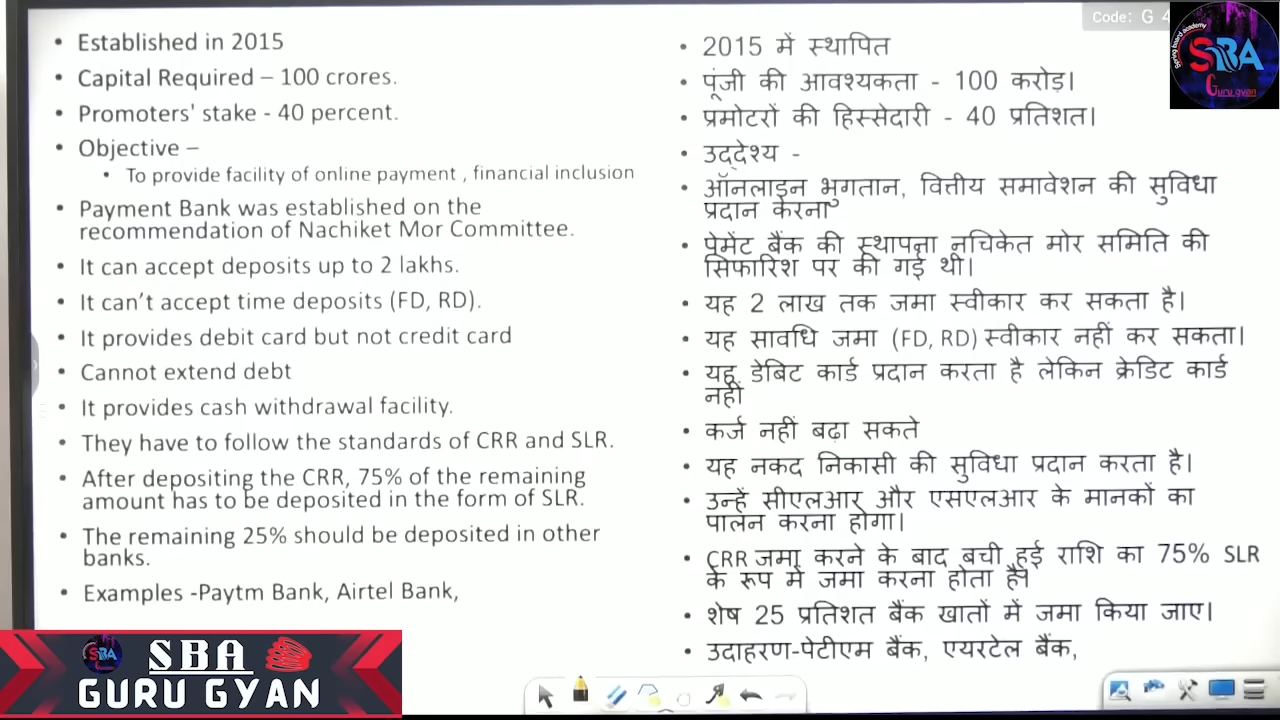 Code: G 4
Spring board academy
SBA
Guru gyan
• Established in 2015
• Capital Required – 100 crores.
• Promoters' stake - 40 percent.
• Objective –
• To provide facility of online payment , financial inclusion
• Payment Bank was established on the
recommendation of Nachiket Mor Committee.
• It can accept deposits up to 2 lakhs.
• It can't accept time deposits (FD, RD).
• It provides debit card but not credit card
• Cannot extend debt
• It provides cash withdrawal facility.
• They have to follow the standards of CRR and SLR.
• After depositing the CRR, 75% of the remaining
amount has to be deposited in the form of SLR.
• The remaining 25% should be deposited in other
banks.
• Examples -Paytm Bank, Airtel Bank,
• 2015 में स्थापित
• पूंजी की आवश्यकता - 100 करोड़।
• प्रमोटरों की हिस्सेदारी - 40 प्रतिशत।
• उद्देश्य -
• ऑनलाइन भुगतान, वित्तीय समावेशन की सुविधा
प्रदान करना
• पेमेंट बैंक की स्थापना नचिकेत मोर समिति की
सिफारिश पर की गई थी।
• यह 2 लाख तक जमा स्वीकार कर सकता है।
• यह सावधि जमा (FD, RD) स्वीकार नहीं कर सकता।
• यह डेबिट कार्ड प्रदान करता है लेकिन क्रेडिट कार्ड
नहीं
• कर्ज नहीं बढ़ा सकते
• यह नकद निकासी की सुविधा प्रदान करता है।
• उन्हें सीएलआर और एसएलआर के मानकों का
पालन करना होगा।
• CRR जमा करने के बाद बची हुई राशि का 75% SLR
के रूप में जमा करना होता है
• शेष 25 प्रतिशत बैंक खातों में जमा किया जाए।
• उदाहरण-पेटीएम बैंक, एयरटेल बैंक,
SBA
SBA
GURU GYAN